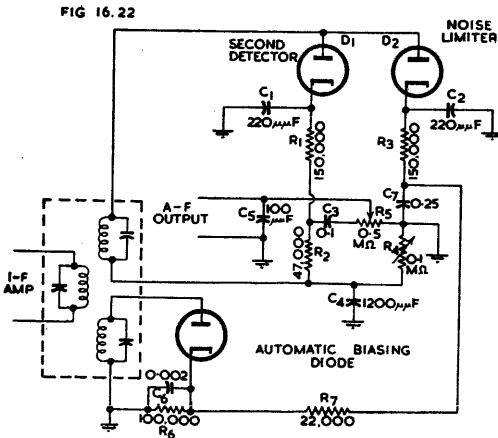 FIG 16.22
SECOND
DETECTOR
D1
D2
NOISE
LIMITER
C1
220μμF
C2
220μμF
R1
150,000
R3
150,000
A-F
OUTPUT
C5
100
μμF
C3
0·1
R5
0·5
MΩ
C7
0·25
R2
47,000
R4
0·1
MΩ
I-F
AMP
C4
1200μμF
AUTOMATIC BIASING
DIODE
0·002
C6
100,000
R6
R7
22,000